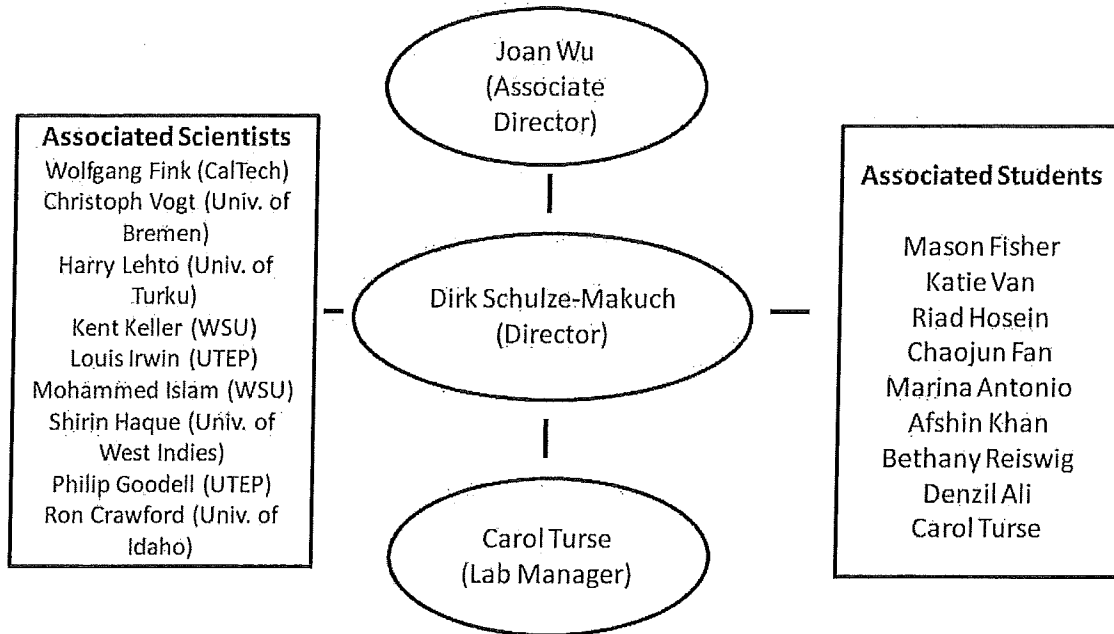 Joan Wu
(Associate
Director)
Associated Scientists
Wolfgang Fink (CalTech)
Christoph Vogt (Univ. of
Bremen)
Harry Lehto (Univ. of
Turku)
Kent Keller (WSU)
Louis Irwin (UTEP)
Mohammed Islam (WSU)
Shirin Haque (Univ. of
West Indies)
Philip Goodell (UTEP)
Ron Crawford (Univ. of
Idaho)
Dirk Schulze-Makuch
(Director)
Carol Turse
(Lab Manager)
Associated Students
Mason Fisher
Katie Van
Riad Hosein
Chaojun Fan
Marina Antonio
Afshin Khan
Bethany Reiswig
Denzil Ali
Carol Turse